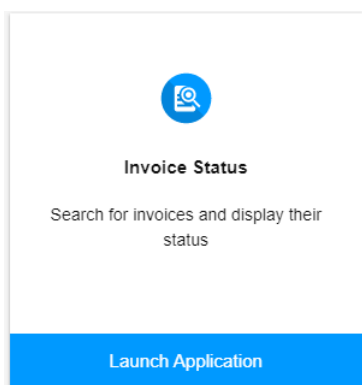 Invoice Status
Search for invoices and display their
status
Launch Application